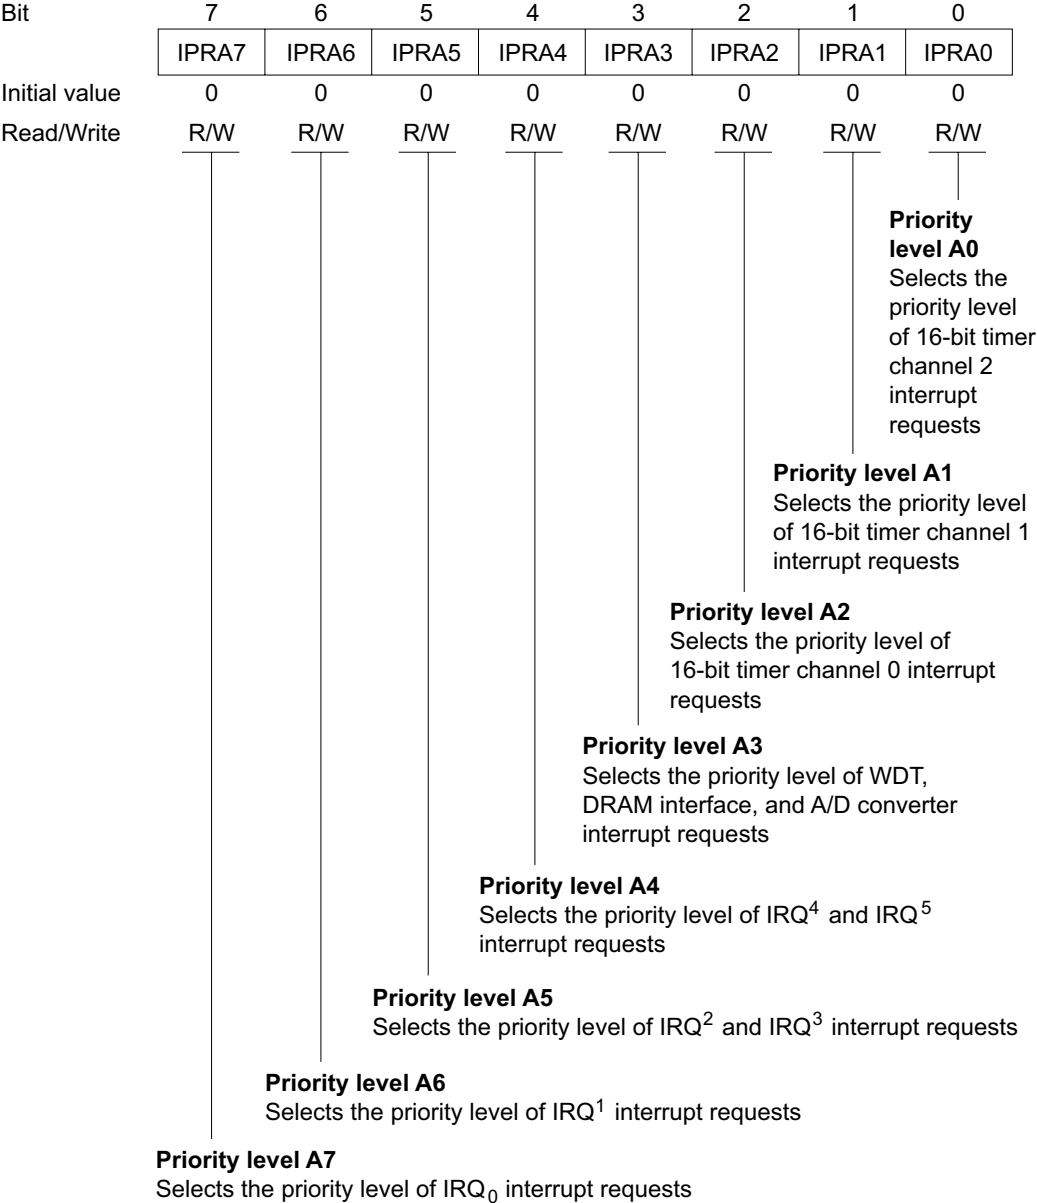 Bit 7 6 5 4 3 2 1 0
IPRA7 IPRA6 IPRA5 IPRA4 IPRA3 IPRA2 IPRA1 IPRA0
Initial value 0 0 0 0 0 0 0 0
Read/Write R/W R/W R/W R/W R/W R/W R/W R/W
Priority
level A0
Selects the
priority level
of 16-bit timer
channel 2
interrupt
requests
Priority level A1
Selects the priority level
of 16-bit timer channel 1
interrupt requests
Priority level A2
Selects the priority level of
16-bit timer channel 0 interrupt
requests
Priority level A3
Selects the priority level of WDT,
DRAM interface, and A/D converter
interrupt requests
Priority level A4
Selects the priority level of IRQ⁴ and IRQ⁵
interrupt requests
Priority level A5
Selects the priority level of IRQ² and IRQ³ interrupt requests
Priority level A6
Selects the priority level of IRQ¹ interrupt requests
Priority level A7
Selects the priority level of IRQ₀ interrupt requests